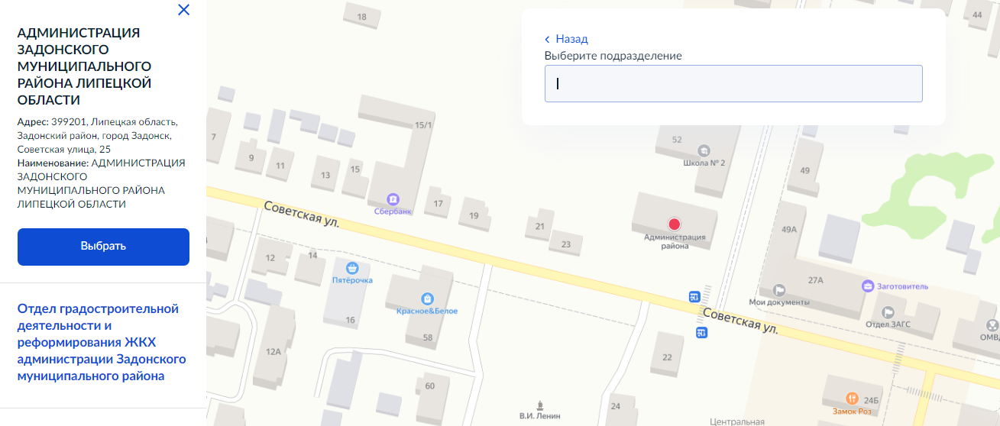 АДМИНИСТРАЦИЯ
ЗАДОНСКОГО
МУНИЦИПАЛЬНОГО
РАЙОНА ЛИПЕЦКОЙ
ОБЛАСТИ
Адрес: 399201, Липецкая область,
Задонский район, город Задонск,
Советская улица, 25
Наименование: АДМИНИСТРАЦИЯ
ЗАДОНСКОГО
МУНИЦИПАЛЬНОГО РАЙОНА
ЛИПЕЦКОЙ ОБЛАСТИ
Выбрать
Отдел градостроительной
деятельности и
реформирования ЖКХ
администрации Задонского
муниципального района
Назад
Выберите подразделение
18
44
15/1
7
9
11
13
15
Сбербанк
17
19
21
23
52
Школа № 2
49
Советская ул.
Администрация
района
49А
27А
Мои документы
Заготовитель
Отдел ЗАГС
ОМВД
4
12
14
Пятёрочка
16
Красное&Белое
58
Советская ул.
12А
22
60
24
В.И. Ленин
24Б
Замок Роз
Центральная